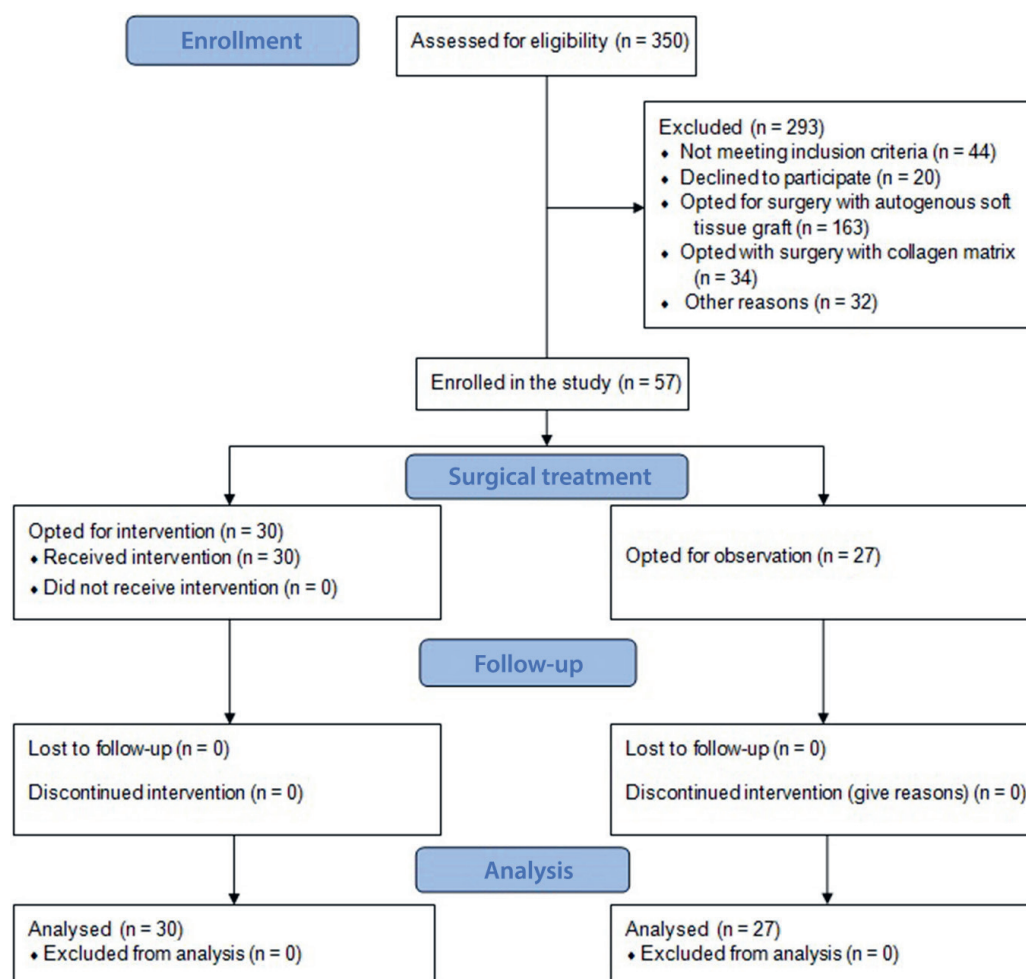 Enrollment
Assessed for eligibility (n = 350)
Excluded (n = 293)
⬧ Not meeting inclusion criteria (n = 44)
⬧ Declined to participate (n = 20)
⬧ Opted for surgery with autogenous soft
tissue graft (n = 163)
⬧ Opted with surgery with collagen matrix
(n = 34)
⬧ Other reasons (n = 32)
Enrolled in the study (n = 57)
Surgical treatment
Opted for intervention (n = 30)
⬧ Received intervention (n = 30)
⬧ Did not receive intervention (n = 0)
Opted for observation (n = 27)
Follow-up
Lost to follow-up (n = 0)
Discontinued intervention (n = 0)
Lost to follow-up (n = 0)
Discontinued intervention (give reasons) (n = 0)
Analysis
Analysed (n = 30)
⬧ Excluded from analysis (n = 0)
Analysed (n = 27)
⬧ Excluded from analysis (n = 0)